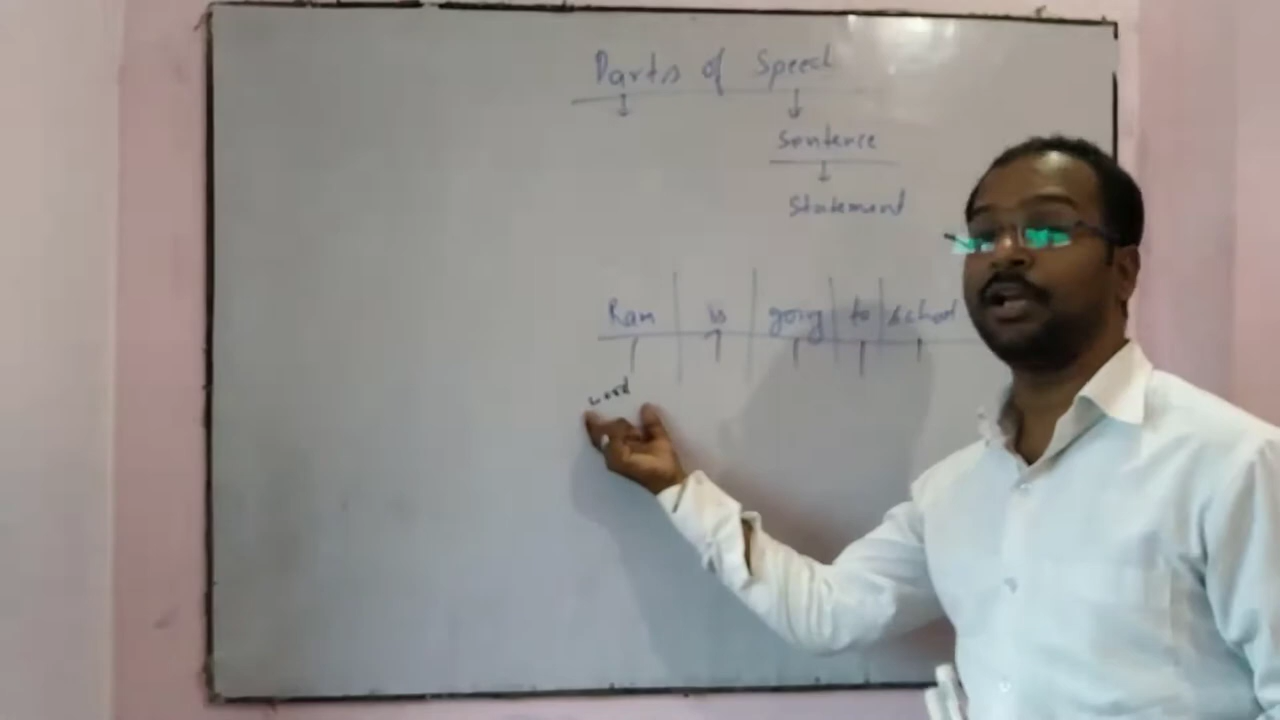 Parts of Speech
Sentence
Statement
Ram is going to school
word